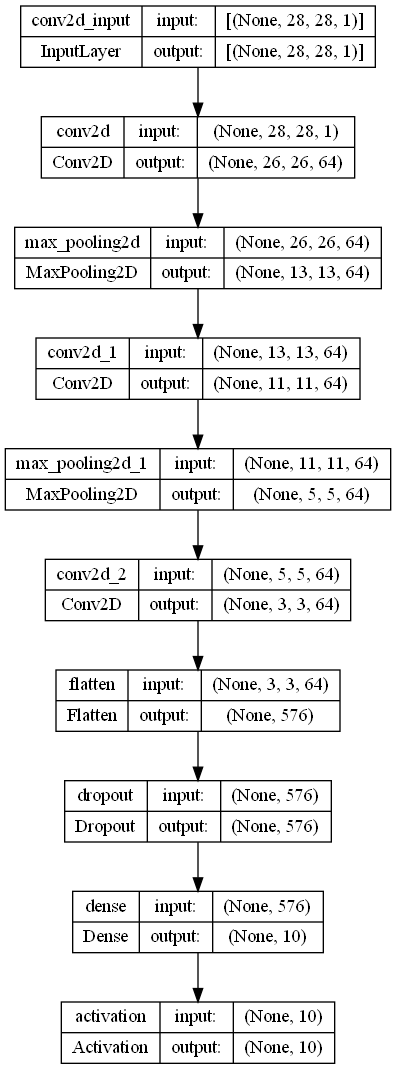 conv2d_input input: [(None, 28, 28, 1)]
InputLayer output: [(None, 28, 28, 1)]
conv2d input: (None, 28, 28, 1)
Conv2D output: (None, 26, 26, 64)
max_pooling2d input: (None, 26, 26, 64)
MaxPooling2D output: (None, 13, 13, 64)
conv2d_1 input: (None, 13, 13, 64)
Conv2D output: (None, 11, 11, 64)
max_pooling2d_1 input: (None, 11, 11, 64)
MaxPooling2D output: (None, 5, 5, 64)
conv2d_2 input: (None, 5, 5, 64)
Conv2D output: (None, 3, 3, 64)
flatten input: (None, 3, 3, 64)
Flatten output: (None, 576)
dropout input: (None, 576)
Dropout output: (None, 576)
dense input: (None, 576)
Dense output: (None, 10)
activation input: (None, 10)
Activation output: (None, 10)